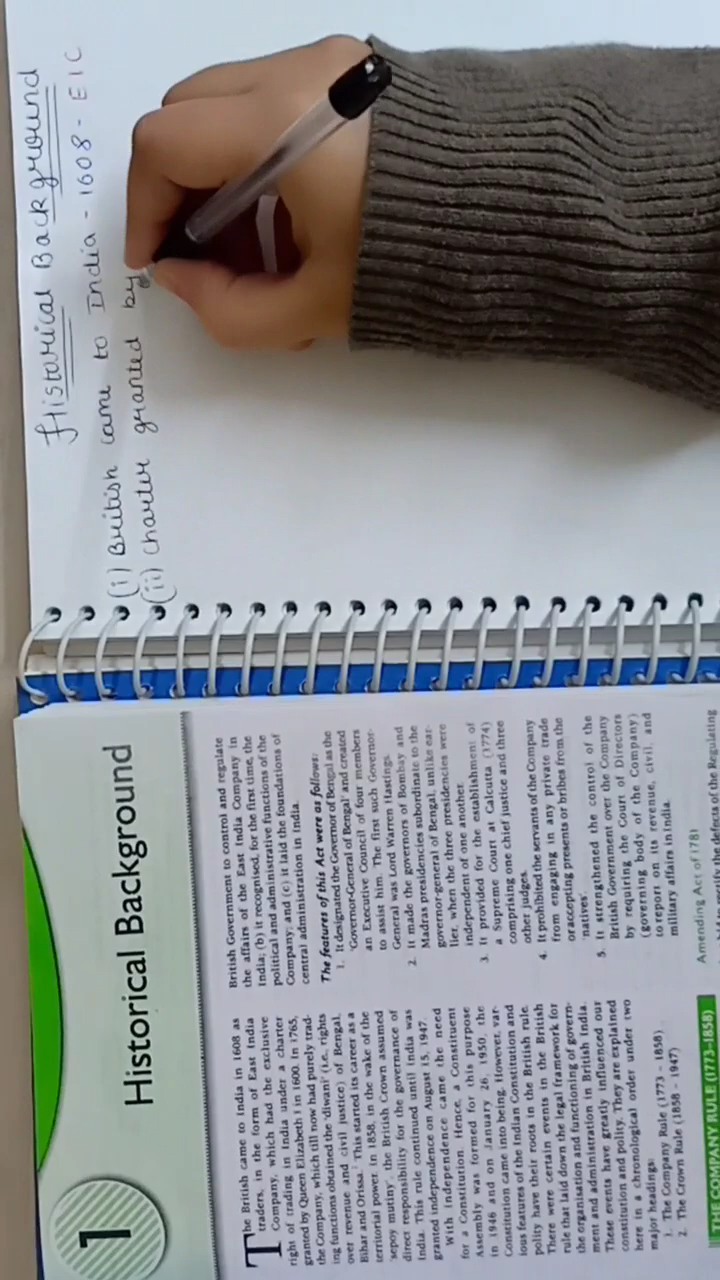 Historical Background
(i) British came to India - 1608 - EIC
(ii) Charter granted by
1
Historical Background
The British came to India in 1608 as
traders, in the form of East India
Company, which had the exclusive
right of trading in India under a charter
granted by Queen Elizabeth I in 1600. In 1765,
the Company, which till now had purely trad-
ing functions obtained the 'diwani' (i.e., rights
over revenue and civil justice) of Bengal,
Bihar and Orissa.¹ This started its career as a
territorial power. In 1858, in the wake of the
'sepoy mutiny', the British Crown assumed
direct responsibility for the governance of
India. This rule continued until India was
granted independence on August 15, 1947.
With independence came the need
for a Constitution. Hence, a Constituent
Assembly was formed for this purpose
in 1946 and on January 26, 1950, the
Constitution came into being. However, var-
ious features of the Indian Constitution and
polity have their roots in the British rule.
There were certain events in the British
rule that laid down the legal framework for
the organisation and functioning of govern-
ment and administration in British India.
These events have greatly influenced our
constitution and polity. They are explained
here in a chronological order under two
major headings:
1. The Company Rule (1773 – 1858)
2. The Crown Rule (1858 – 1947)
THE COMPANY RULE (1773–1858)
British Government to control and regulate
the affairs of the East India Company in
India; (b) it recognised, for the first time, the
political and administrative functions of the
Company; and (c) it laid the foundations of
central administration in India.
The features of this Act were as follows:
1. It designated the Governor of Bengal as the
'Governor-General of Bengal' and created
an Executive Council of four members
to assist him. The first such Governor-
General was Lord Warren Hastings.
2. It made the governors of Bombay and
Madras presidencies subordinate to the
governor-general of Bengal, unlike ear-
lier, when the three presidencies were
independent of one another.
3. It provided for the establishment of
a Supreme Court at Calcutta (1774)
comprising one chief justice and three
other judges.
4. It prohibited the servants of the Company
from engaging in any private trade
or accepting presents or bribes from the
'natives'.
5. It strengthened the control of the
British Government over the Company
by requiring the Court of Directors
(governing body of the Company)
to report on its revenue, civil, and
military affairs in India.
Amending Act of 1781
rectify the defects of the Regulating